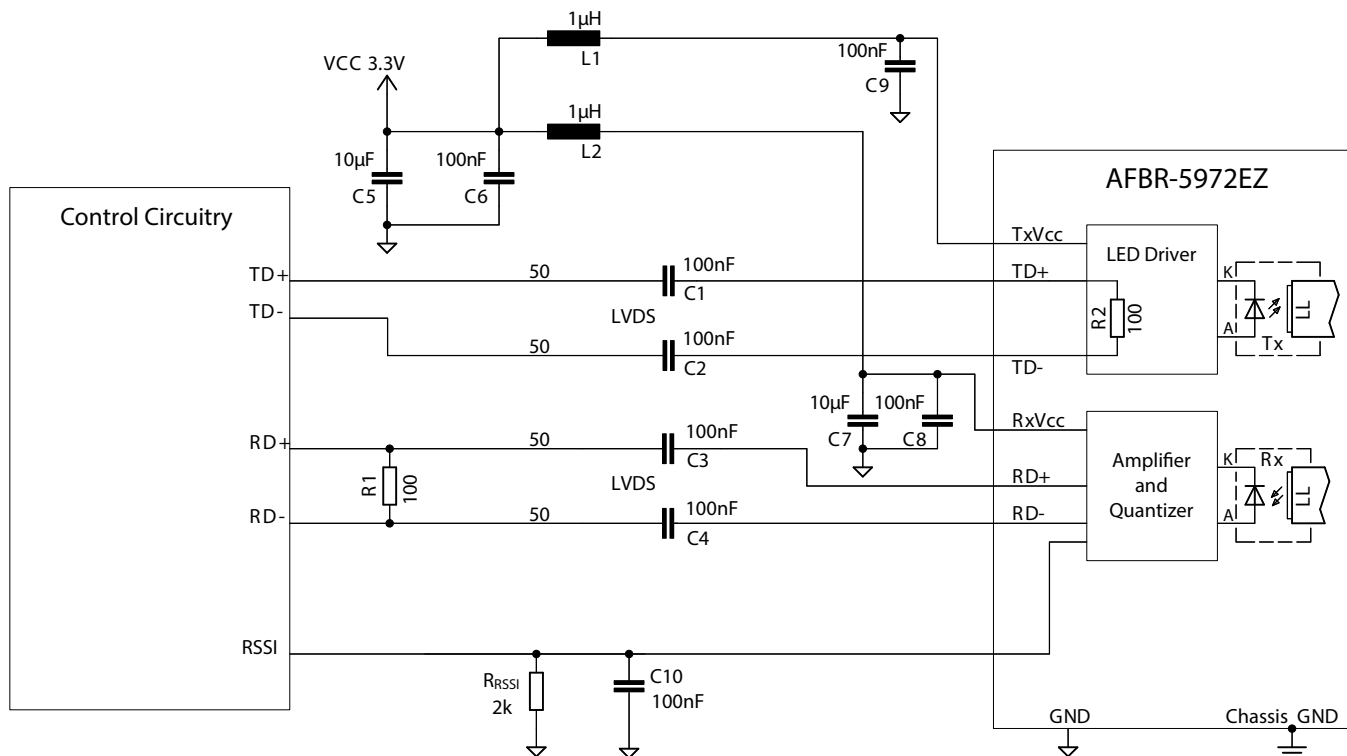 1µH
L1
100nF
C9
VCC 3.3V
1µH
L2
10µF
C5
100nF
C6
AFBR-5972EZ
Control Circuitry
TxVcc
LED Driver
TD+
50
100nF
C1
TD+
K
R2
100
LL
TD-
LVDS
A
Tx
50
100nF
C2
TD-
10µF
C7
100nF
C8
RxVcc
RD+
50
100nF
C3
Amplifier
and
Quantizer
K
Rx
R1
100
LVDS
RD+
LL
RD-
50
100nF
C4
RD-
A
RSSI
RRSSI
2k
C10
100nF
GND
Chassis GND